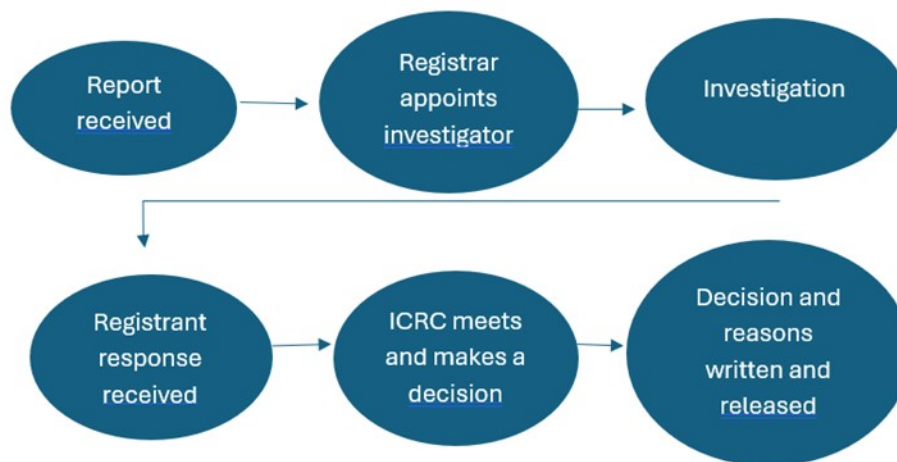 Report
received
Registrar
appoints
investigator
Investigation
Registrant
response
received
ICRC meets
and makes a
decision
Decision and
reasons
written and
released